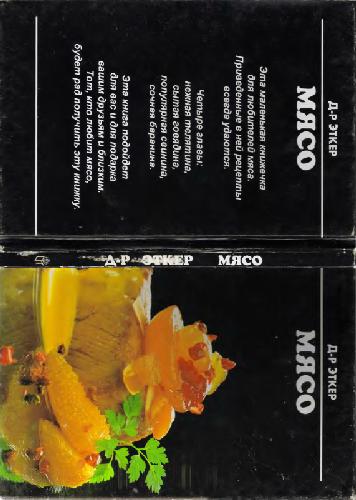 Д-Р ЭТКЕР
МЯСО
Эта маленькая книжечка
для любителей мяса.
Приведенные в ней рецепты
всегда удаются.
Четыре главы:
нежная телятина,
сытая говядина,
популярная свинина,
сочная баранина.
Эта книга подойдет
для вас и для подарка
вашим друзьям и близким.
Тот, кто любит мясо,
будет рад получить эту книжку.
Д-Р ЭТКЕР МЯСО
Д-Р ЭТКЕР
МЯСО